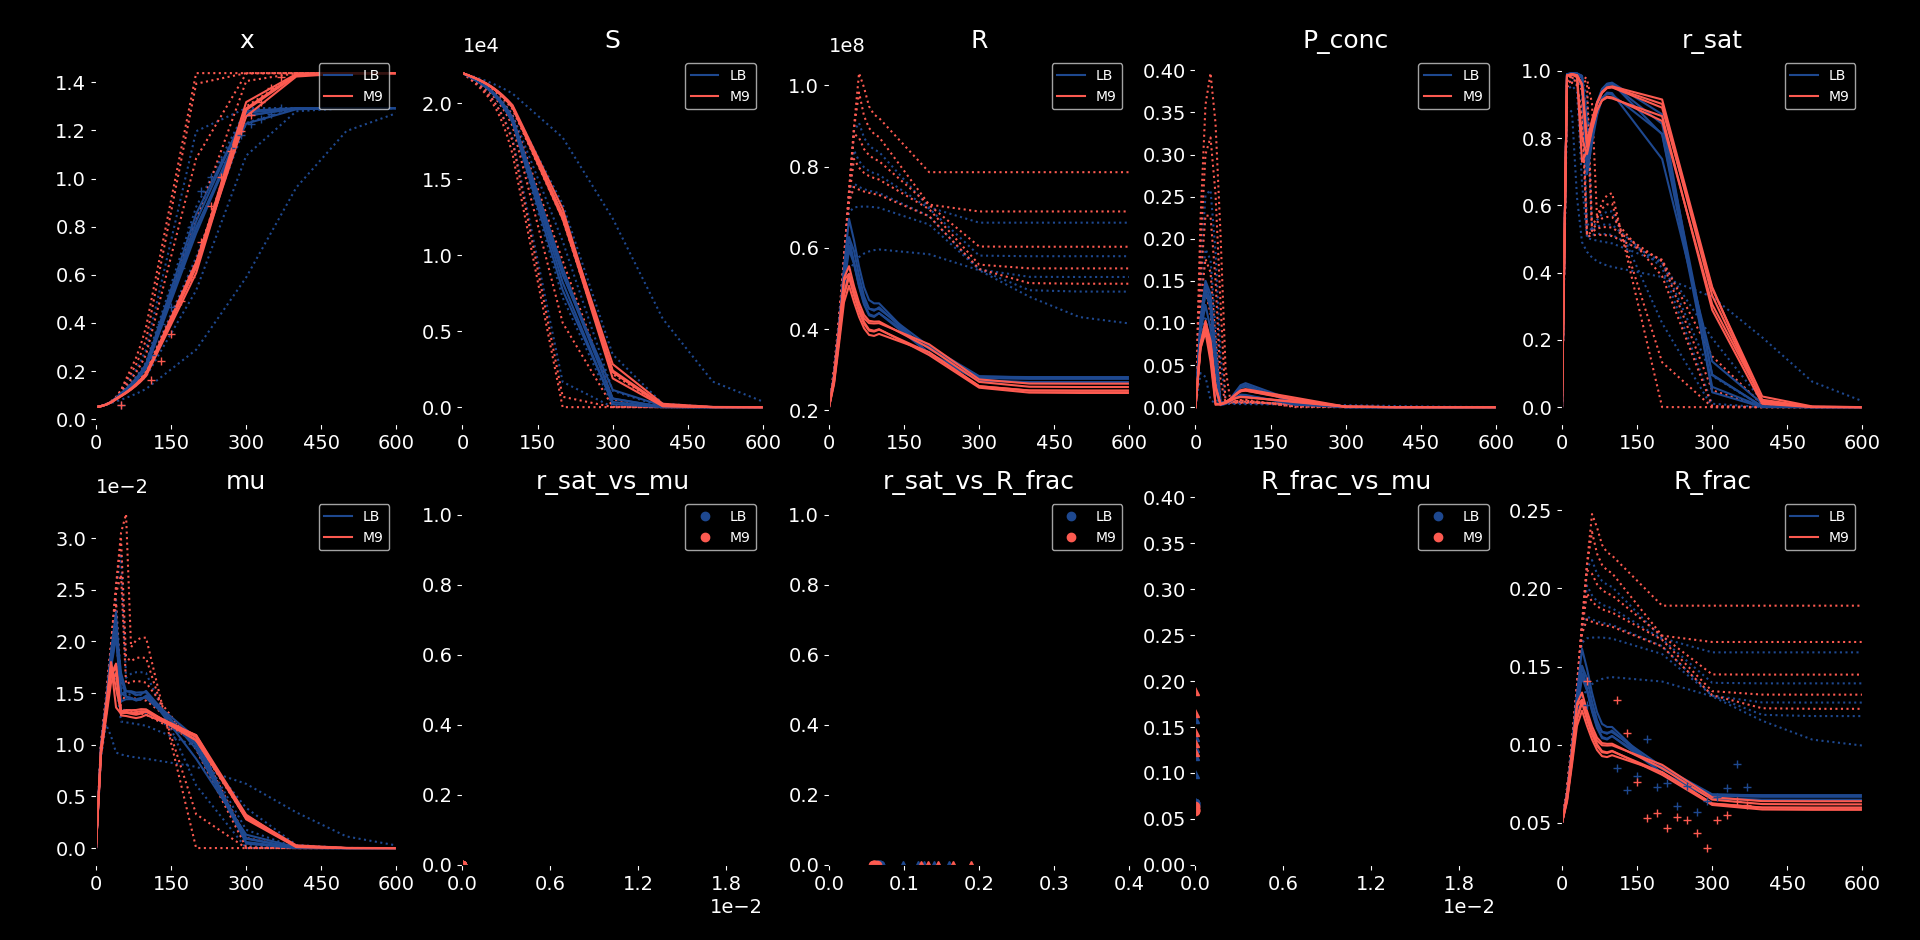 x
LB
M9
1.4
1.2
1.0
0.8
0.6
0.4
0.2
0.0
0 150 300 450 600
1e4
S
LB
M9
2.0
1.5
1.0
0.5
0.0
0 150 300 450 600
1e8
R
LB
M9
1.0
0.8
0.6
0.4
0.2
0 150 300 450 600
P_conc
LB
M9
0.40
0.35
0.30
0.25
0.20
0.15
0.10
0.05
0.00
0 150 300 450 600
r_sat
LB
M9
1.0
0.8
0.6
0.4
0.2
0.0
0 150 300 450 600
1e−2
mu
LB
M9
3.0
2.5
2.0
1.5
1.0
0.5
0.0
0 150 300 450 600
r_sat_vs_mu
LB
M9
1.0
0.8
0.6
0.4
0.2
0.0
0.0 0.6 1.2 1.8
1e−2
r_sat_vs_R_frac
LB
M9
1.0
0.8
0.6
0.4
0.2
0.0
0.0 0.1 0.2 0.3 0.4
R_frac_vs_mu
LB
M9
0.40
0.35
0.30
0.25
0.20
0.15
0.10
0.05
0.00
0.0 0.6 1.2 1.8
1e−2
R_frac
LB
M9
0.25
0.20
0.15
0.10
0.05
0 150 300 450 600